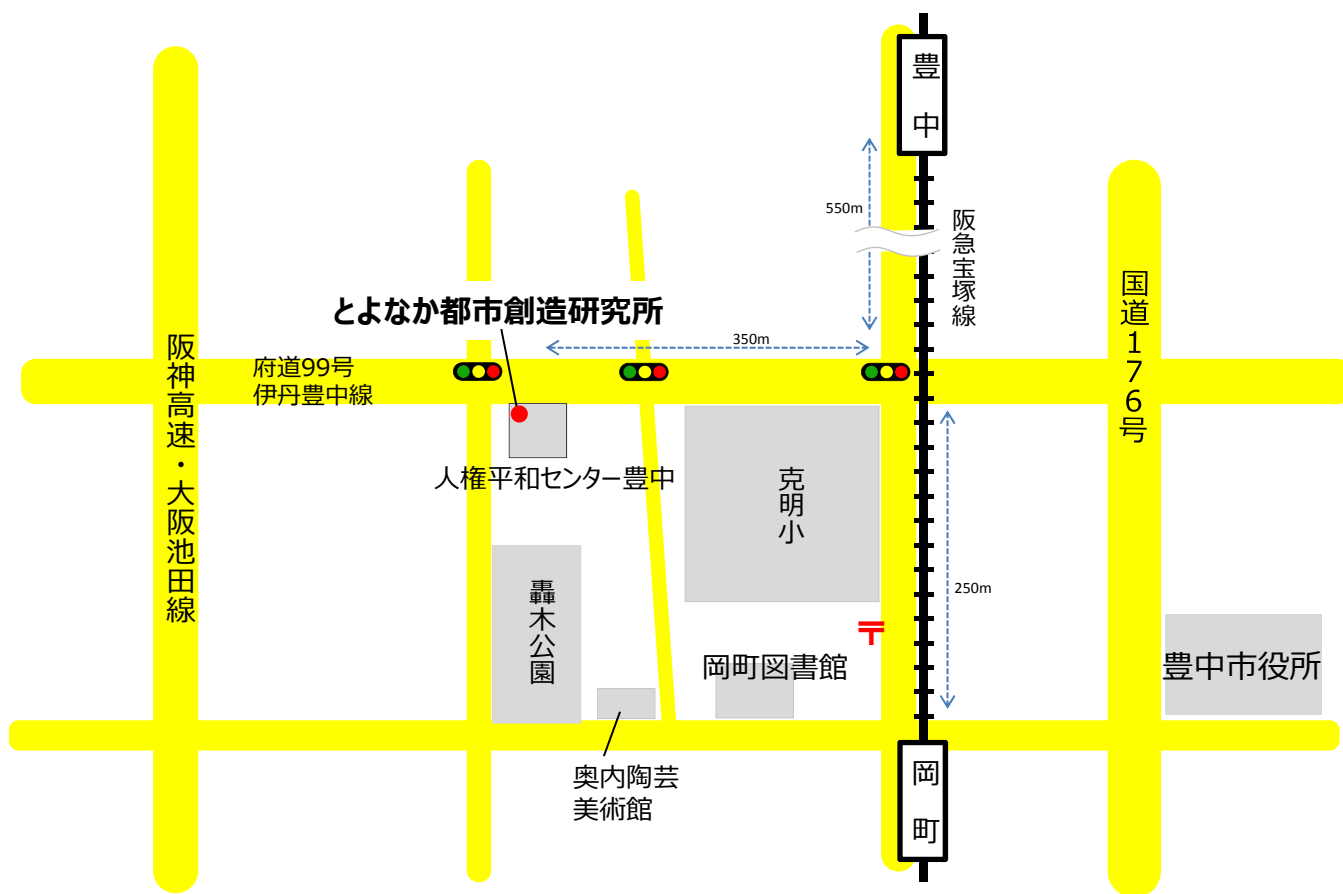 豊中
550m
阪急宝塚線
国道176号
とよなか都市創造研究所
350m
阪神高速・大阪池田線
府道99号
伊丹豊中線
人権平和センター豊中
克明小
250m
轟木公園
〒
岡町図書館
豊中市役所
奥内陶芸
美術館
岡町